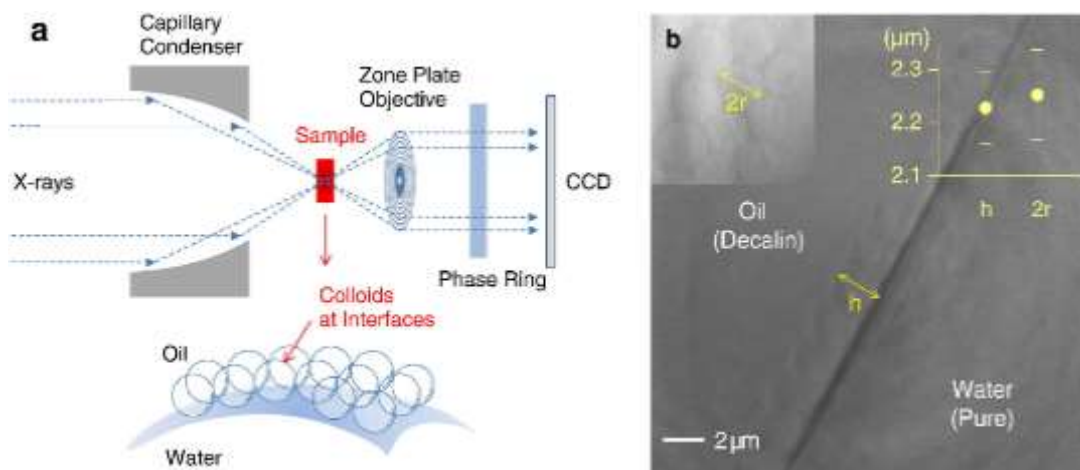 a
Capillary
Condenser
Zone Plate
Objective
Sample
X-rays
CCD
Phase Ring
Colloids
at Interfaces
Oil
Water
b
(μm)
2r
2.3
2.2
2.1
h 2r
Oil
(Decalin)
h
Water
(Pure)
2μm